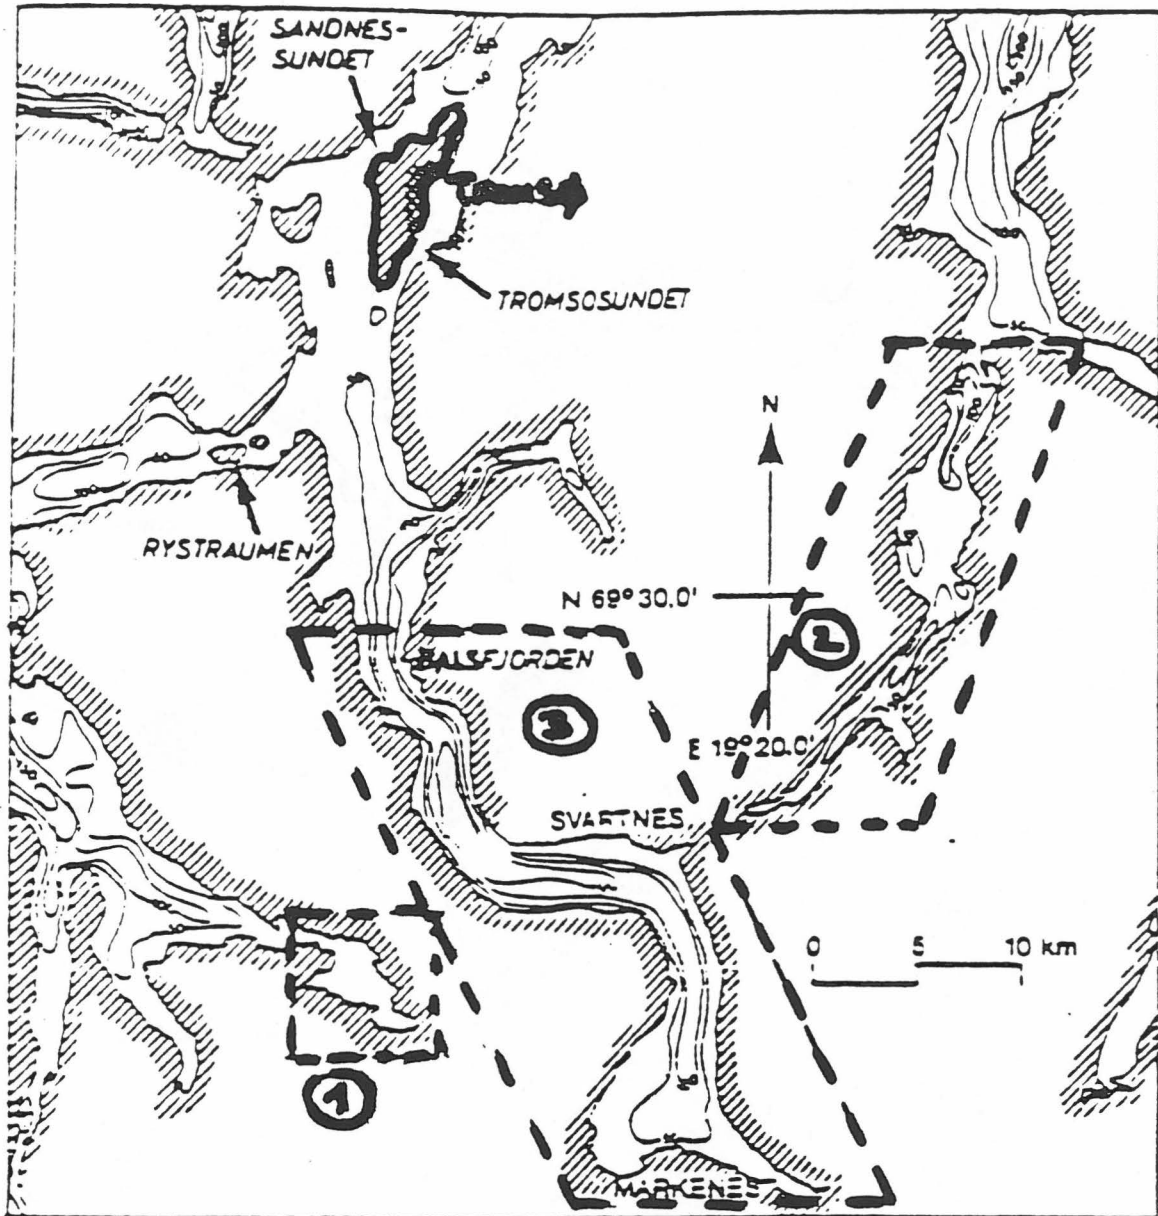 SANDNES-
SUNDET
TROMSOSUNDET
N
RYSTRAUMEN
N 69° 30.0'
2
BALSFJORDEN
3
E 19° 20.0'
SVARTNES
0 5 10 km
1
MARKENES